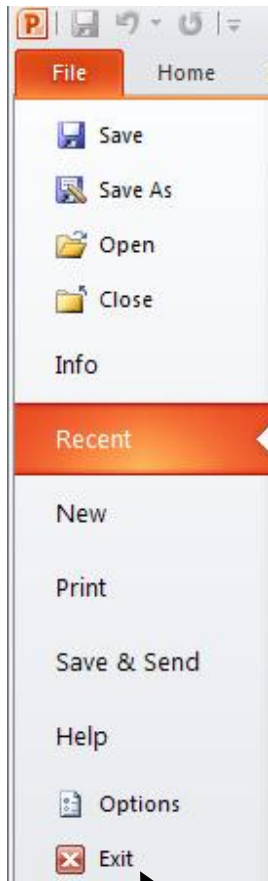 P
File Home
Save
Save As
Open
Close
Info
Recent
New
Print
Save & Send
Help
Options
Exit